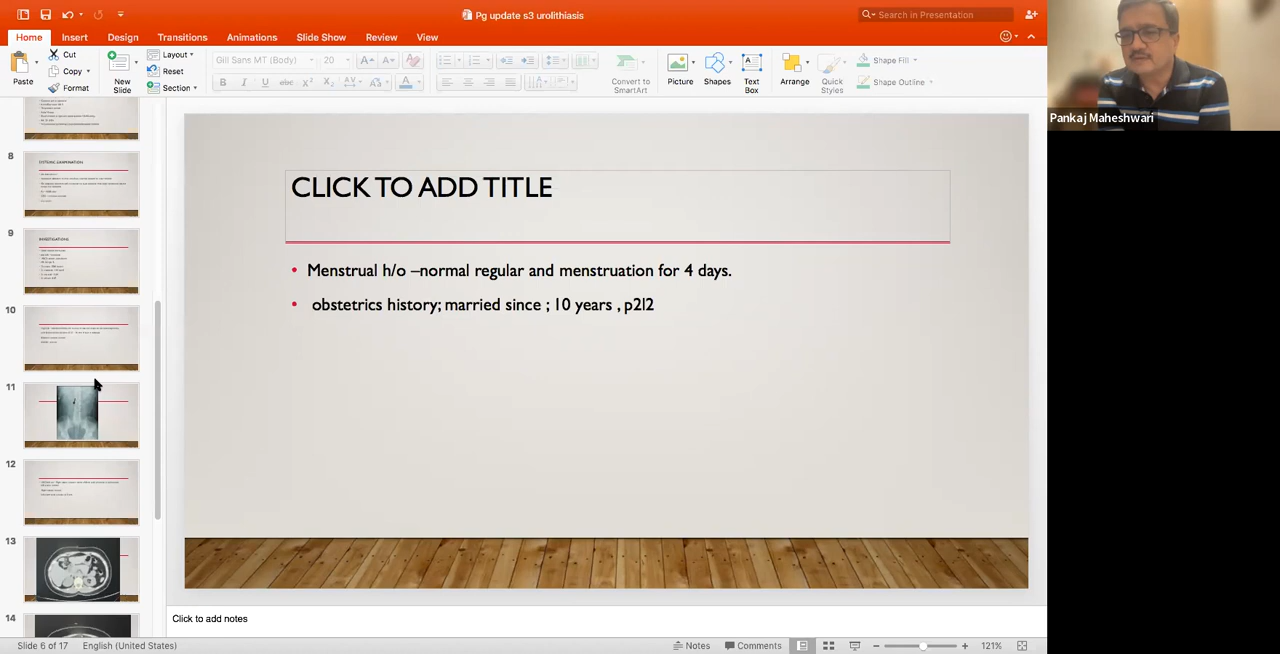 Pg update s3 urolithiasis
Search in Presentation
Home Insert Design Transitions Animations Slide Show Review View
Paste
Cut
Copy
Format
New
Slide
Layout
Reset
Section
Gill Sans MT (Body) 20
Convert to
SmartArt
Picture
Shapes
Text
Box
Arrange
Quick
Styles
Shape Fill
Shape Outline
Pankaj Maheshwari
8
SYSTEMIC EXAMINATION
9
INVESTIGATIONS
10
11
12
13
14
CLICK TO ADD TITLE
• Menstrual h/o –normal regular and menstruation for 4 days.
• obstetrics history; married since ; 10 years , p2l2
Click to add notes
Slide 6 of 17 English (United States) Notes Comments 121%